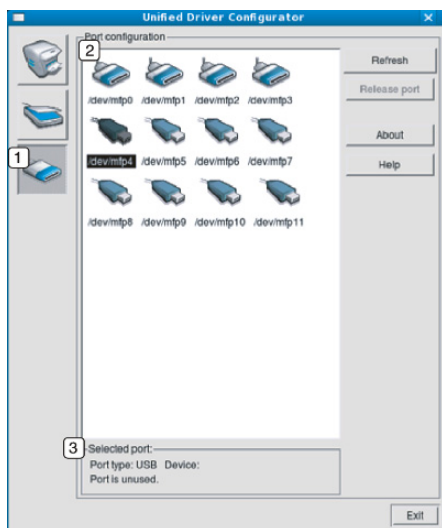 Unified Driver Configurator
Port configuration
2
/dev/mfp0 /dev/mfp1 /dev/mfp2 /dev/mfp3
/dev/mfp4 /dev/mfp5 /dev/mfp6 /dev/mfp7
/dev/mfp8 /dev/mfp9 /dev/mfp10 /dev/mfp11
1
Refresh
Release port
About
Help
3
Selected port:
Port type: USB Device:
Port is unused.
Exit